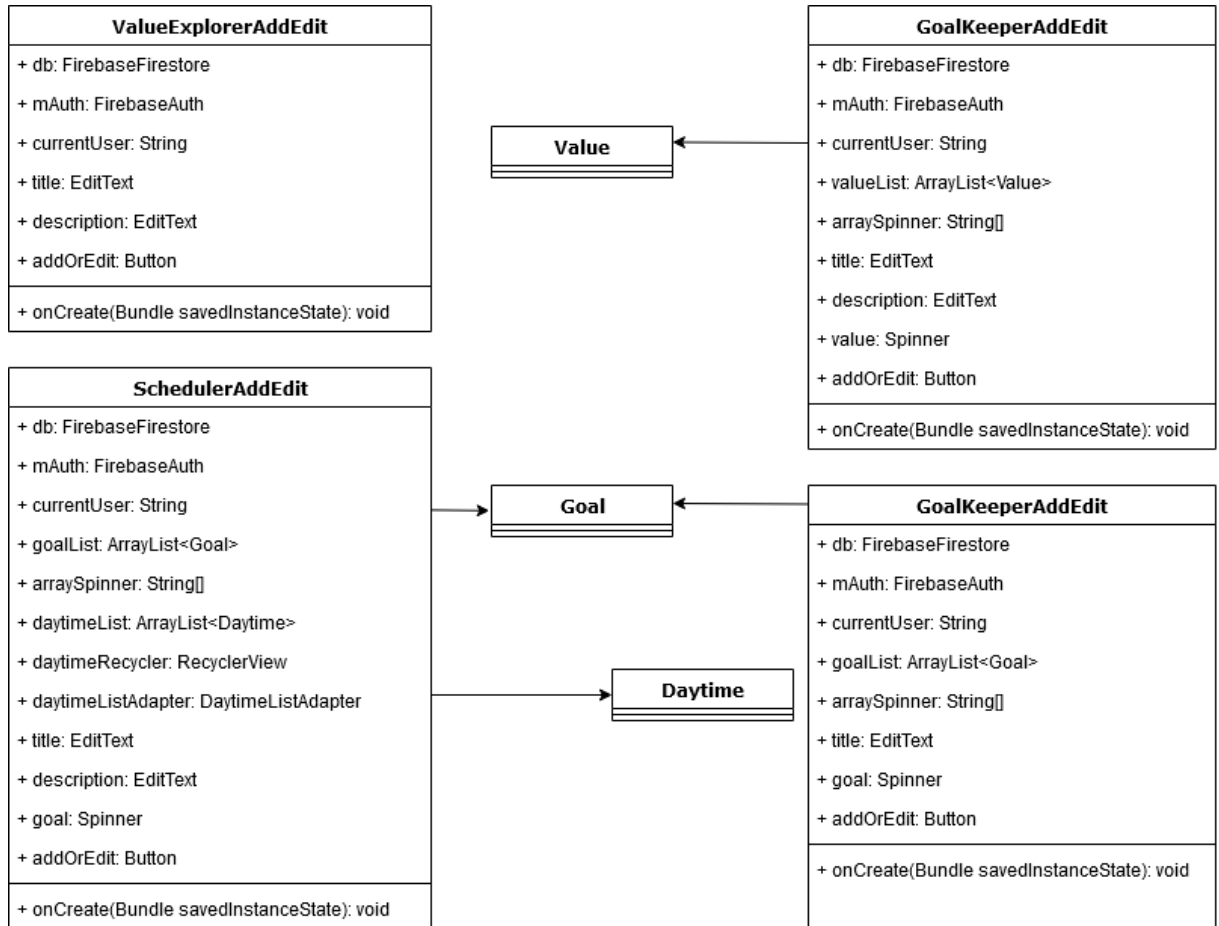 ValueExplorerAddEdit
+ db: FirebaseFirestore
+ mAuth: FirebaseAuth
+ currentUser: String
+ title: EditText
+ description: EditText
+ addOrEdit: Button
+ onCreate(Bundle savedInstanceState): void
Value
GoalKeeperAddEdit
+ db: FirebaseFirestore
+ mAuth: FirebaseAuth
+ currentUser: String
+ valueList: ArrayList<Value>
+ arraySpinner: String[]
+ title: EditText
+ description: EditText
+ value: Spinner
+ addOrEdit: Button
+ onCreate(Bundle savedInstanceState): void
SchedulerAddEdit
+ db: FirebaseFirestore
+ mAuth: FirebaseAuth
+ currentUser: String
+ goalList: ArrayList<Goal>
+ arraySpinner: String[]
+ daytimeList: ArrayList<Daytime>
+ daytimeRecycler: RecyclerView
+ daytimeListAdapter: DaytimeListAdapter
+ title: EditText
+ description: EditText
+ goal: Spinner
+ addOrEdit: Button
+ onCreate(Bundle savedInstanceState): void
Goal
Daytime
GoalKeeperAddEdit
+ db: FirebaseFirestore
+ mAuth: FirebaseAuth
+ currentUser: String
+ goalList: ArrayList<Goal>
+ arraySpinner: String[]
+ title: EditText
+ goal: Spinner
+ addOrEdit: Button
+ onCreate(Bundle savedInstanceState): void